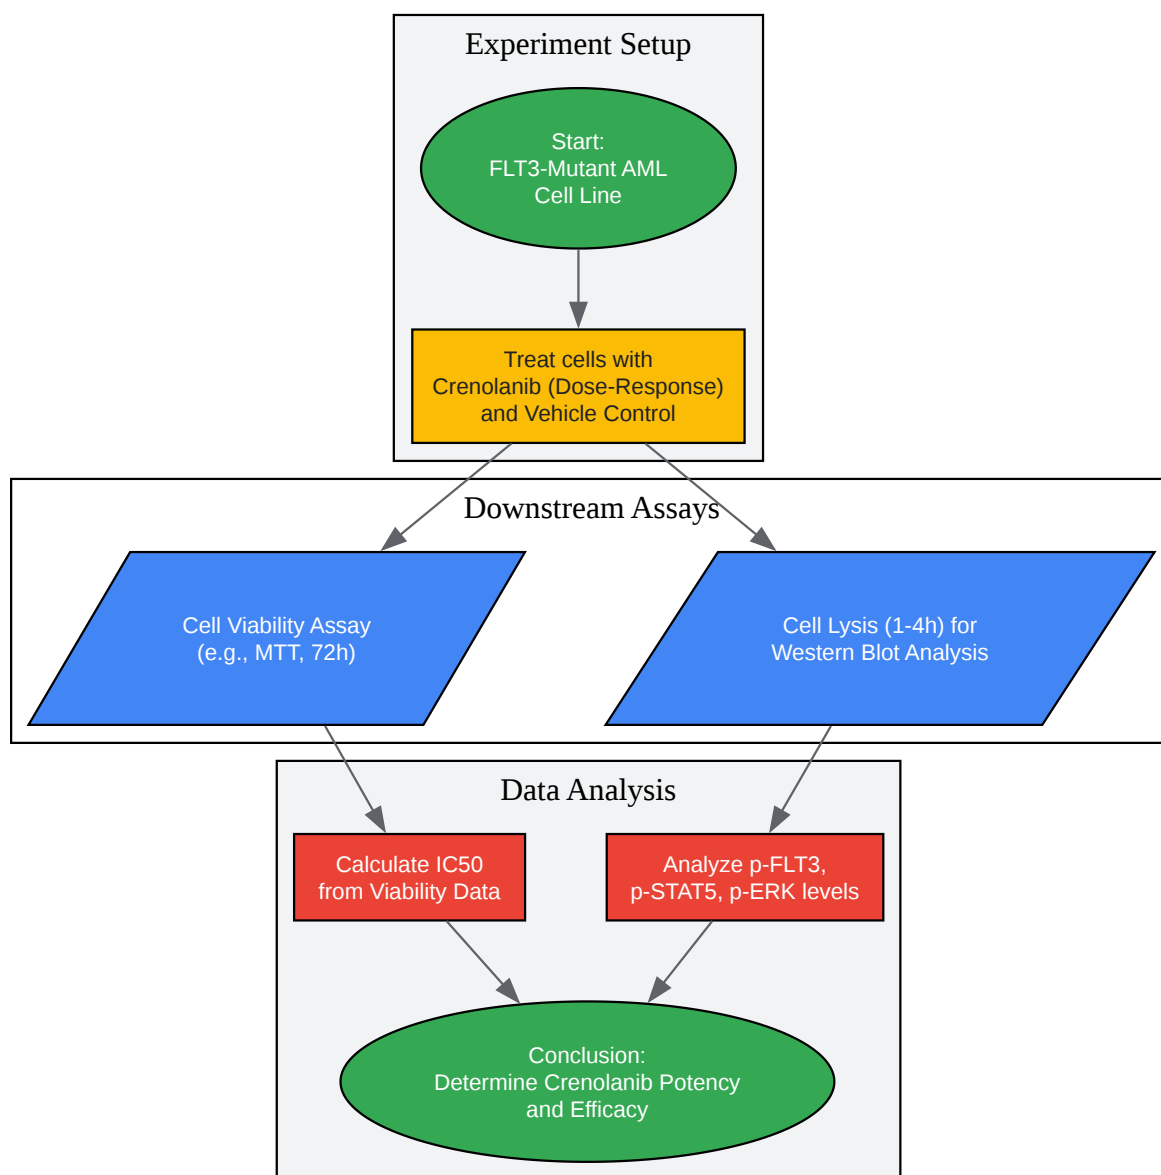 Experiment Setup
Start:
FLT3-Mutant AML
Cell Line
Treat cells with
Crenolanib (Dose-Response)
and Vehicle Control
Downstream Assays
Cell Viability Assay
(e.g., MTT, 72h)
Cell Lysis (1-4h) for
Western Blot Analysis
Data Analysis
Calculate IC50
from Viability Data
Analyze p-FLT3,
p-STAT5, p-ERK levels
Conclusion:
Determine Crenolanib Potency
and Efficacy